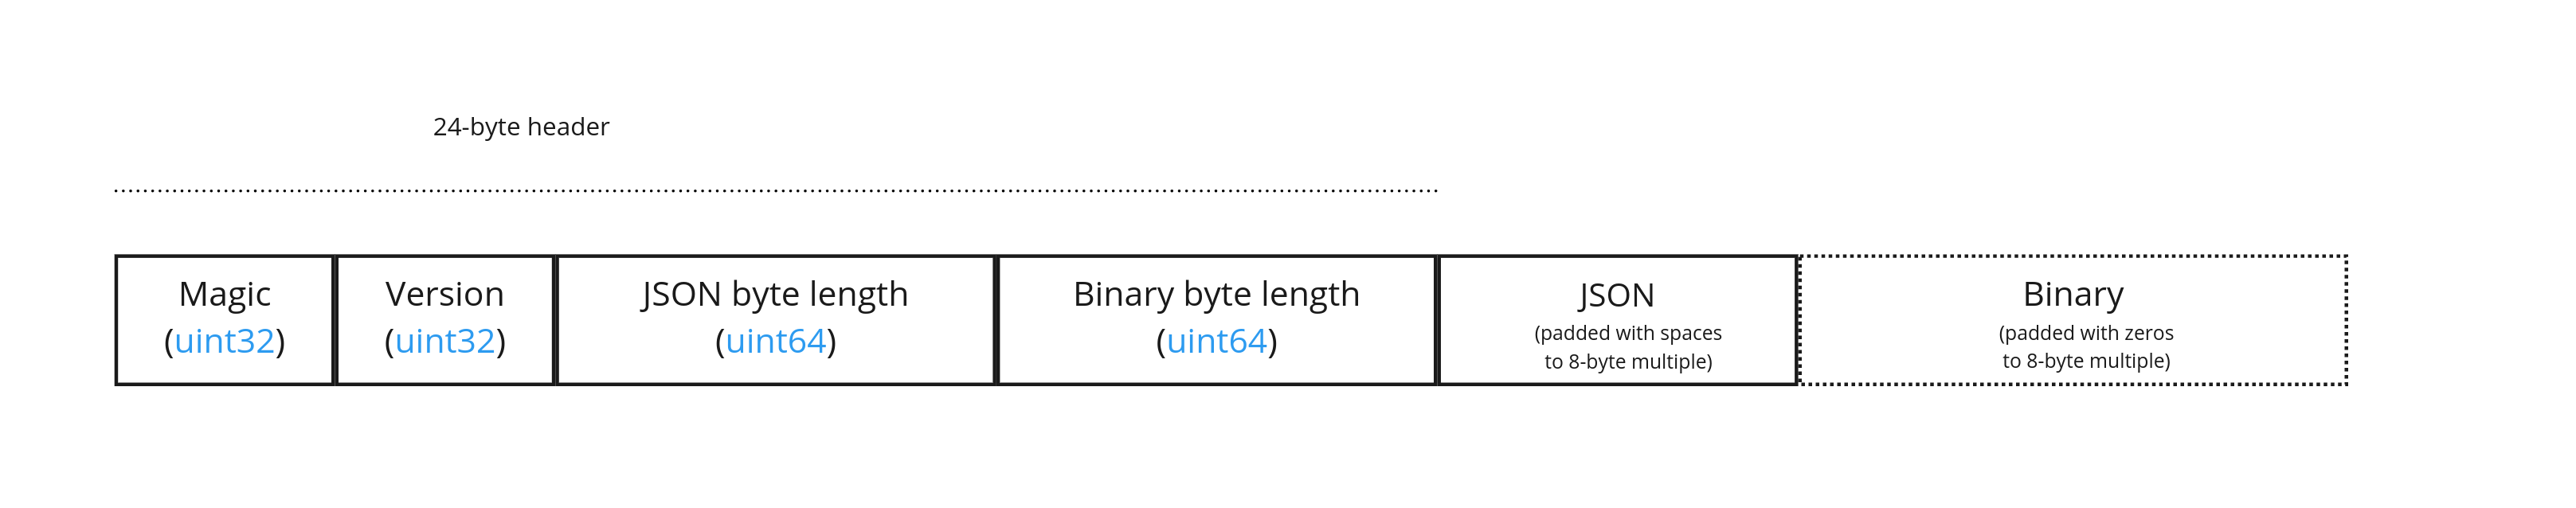 24-byte header
Magic
(uint32)
Version
(uint32)
JSON byte length
(uint64)
Binary byte length
(uint64)
JSON
(padded with spaces
to 8-byte multiple)
Binary
(padded with zeros
to 8-byte multiple)